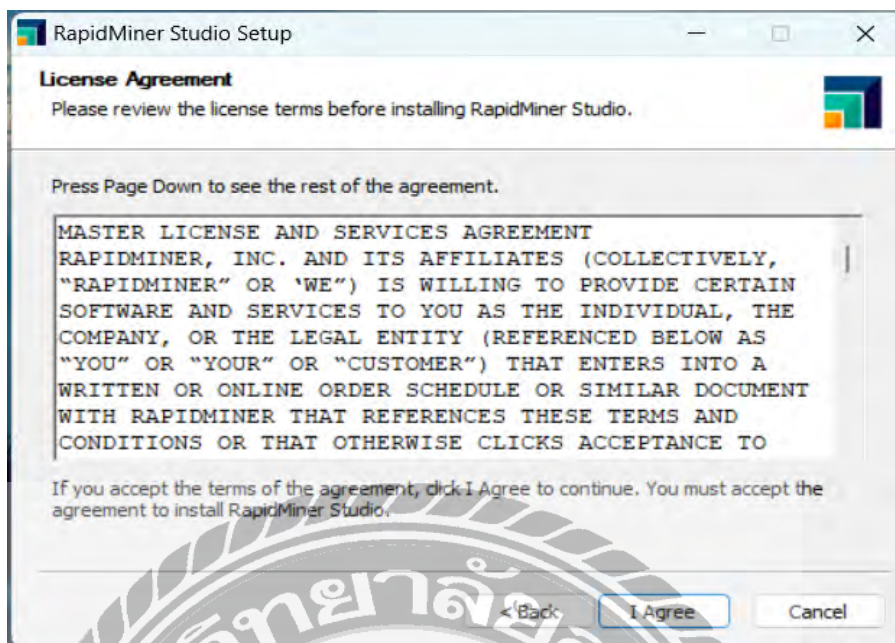 RapidMiner Studio Setup
License Agreement
Please review the license terms before installing RapidMiner Studio.
Press Page Down to see the rest of the agreement.
MASTER LICENSE AND SERVICES AGREEMENT
RAPIDMINER, INC. AND ITS AFFILIATES (COLLECTIVELY,
“RAPIDMINER” OR ‘WE”) IS WILLING TO PROVIDE CERTAIN
SOFTWARE AND SERVICES TO YOU AS THE INDIVIDUAL, THE
COMPANY, OR THE LEGAL ENTITY (REFERENCED BELOW AS
“YOU” OR “YOUR” OR “CUSTOMER”) THAT ENTERS INTO A
WRITTEN OR ONLINE ORDER SCHEDULE OR SIMILAR DOCUMENT
WITH RAPIDMINER THAT REFERENCES THESE TERMS AND
CONDITIONS OR THAT OTHERWISE CLICKS ACCEPTANCE TO
If you accept the terms of the agreement, click I Agree to continue. You must accept the
agreement to install RapidMiner Studio.
< Back I Agree Cancel